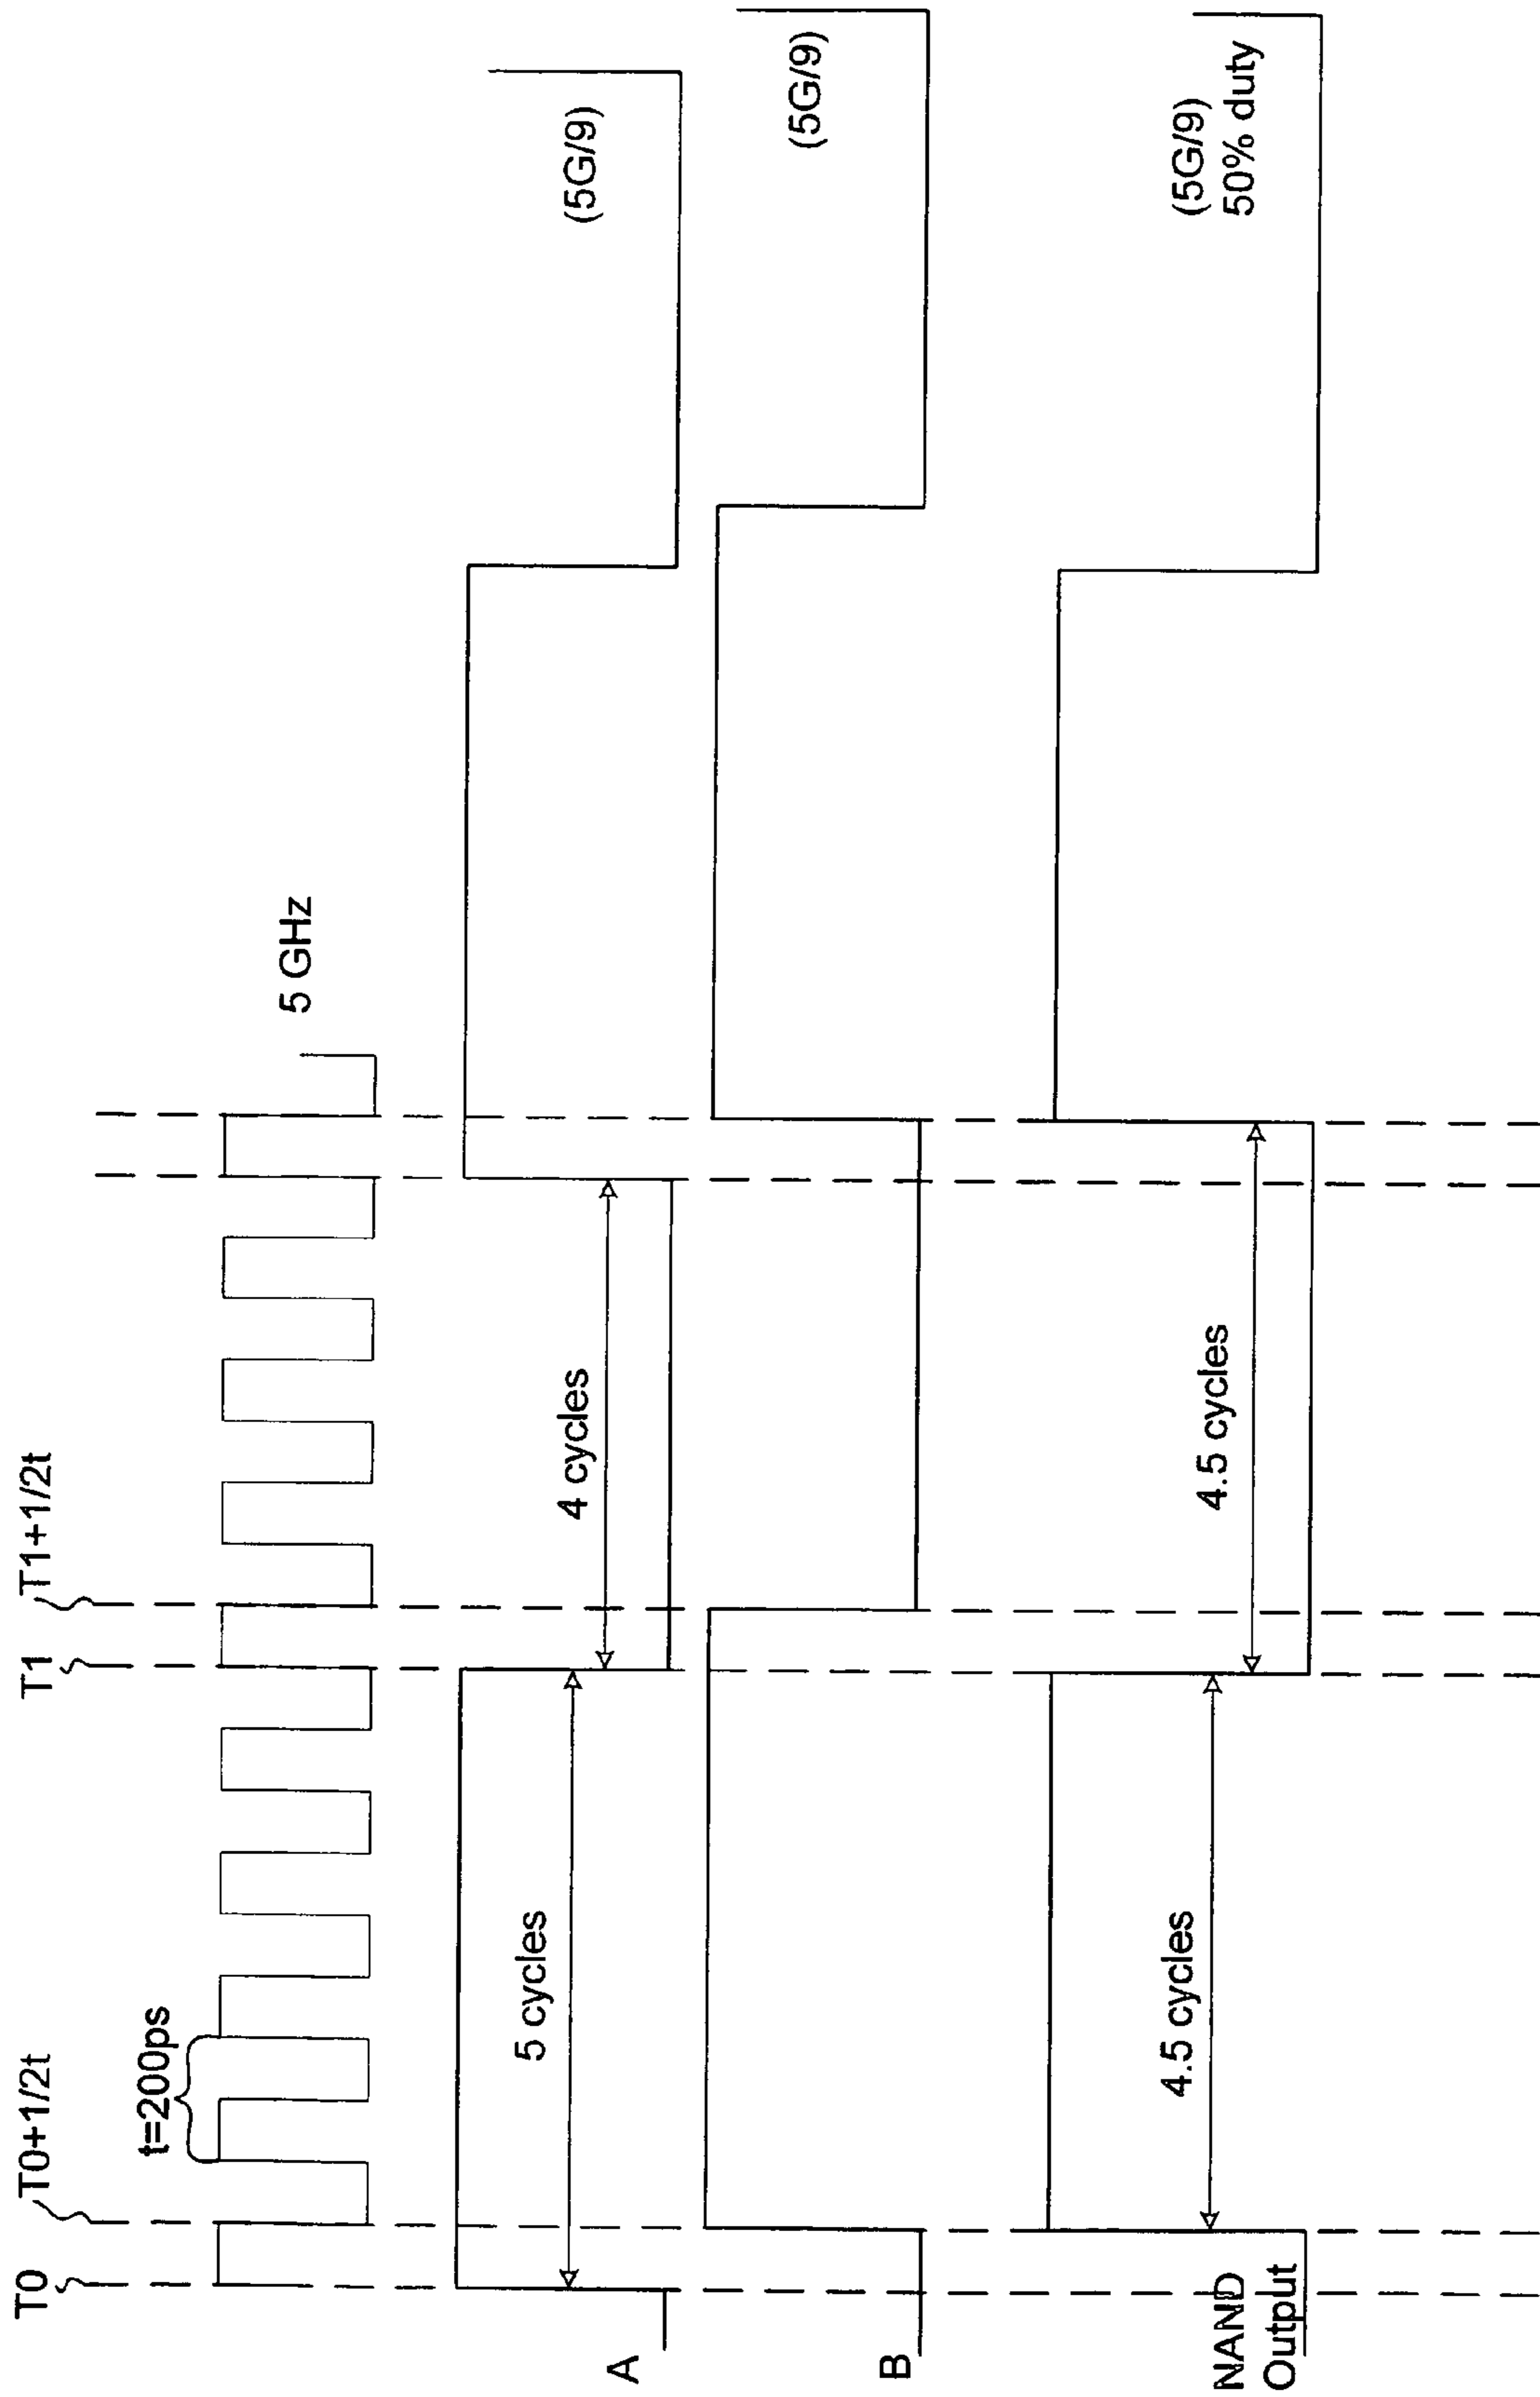 T0
T0+1/2t
T1
T1+1/2t
t=200ps
5 GHz
A
5 cycles
4 cycles
(5G/9)
B
(5G/9)
NAND
Output
4.5 cycles
4.5 cycles
(5G/9)
50% duty